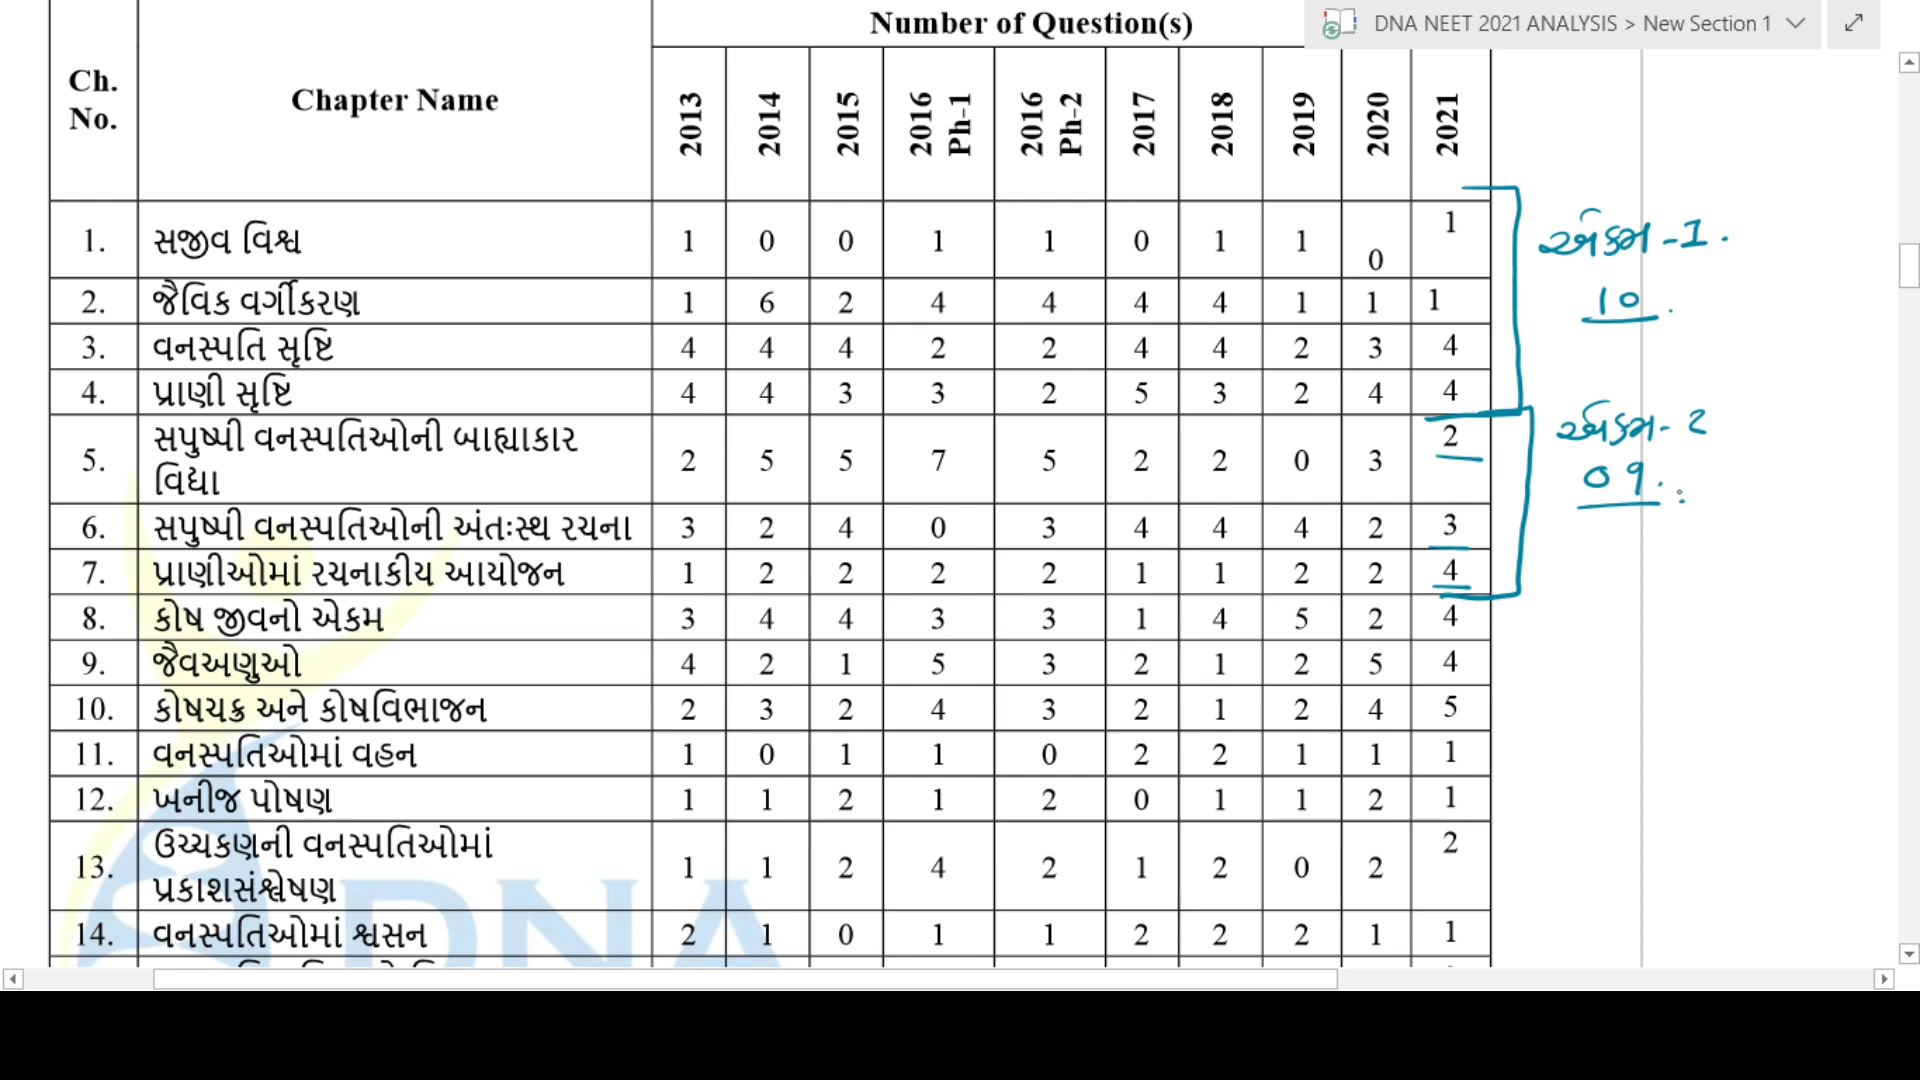 Number of Question(s)
DNA NEET 2021 ANALYSIS > New Section 1
Ch. No. Chapter Name 2013 2014 2015 2016 Ph-1 2016 Ph-2 2017 2018 2019 2020 2021
1. સજીવ વિશ્વ 1 0 0 1 1 0 1 1 0 1
એકમ -1.
2. જૈવિક વર્ગીકરણ 1 6 2 4 4 4 4 1 1 1
10.
3. વનસ્પતિ સૃષ્ટિ 4 4 4 2 2 4 4 2 3 4
4. પ્રાણી સૃષ્ટિ 4 4 3 3 2 5 3 2 4 4
5. સપુષ્પી વનસ્પતિઓની બાહ્યાકાર વિદ્યા 2 5 5 7 5 2 2 0 3 2
એકમ - 2
09.
6. સપુષ્પી વનસ્પતિઓની અંતઃસ્થ રચના 3 2 4 0 3 4 4 4 2 3
7. પ્રાણીઓમાં રચનાકીય આયોજન 1 2 2 2 2 1 1 2 2 4
8. કોષ જીવનો એકમ 3 4 4 3 3 1 4 5 2 4
9. જૈવઅણુઓ 4 2 1 5 3 2 1 2 5 4
10. કોષચક્ર અને કોષવિભાજન 2 3 2 4 3 2 1 2 4 5
11. વનસ્પતિઓમાં વહન 1 0 1 1 0 2 2 1 1 1
12. ખનીજ પોષણ 1 1 2 1 2 0 1 1 2 1
13. ઉચ્ચકક્ષાની વનસ્પતિઓમાં પ્રકાશસંશ્લેષણ 1 1 2 4 2 1 2 0 2 2
14. વનસ્પતિઓમાં શ્વસન 2 1 0 1 1 2 2 2 1 1
DNA